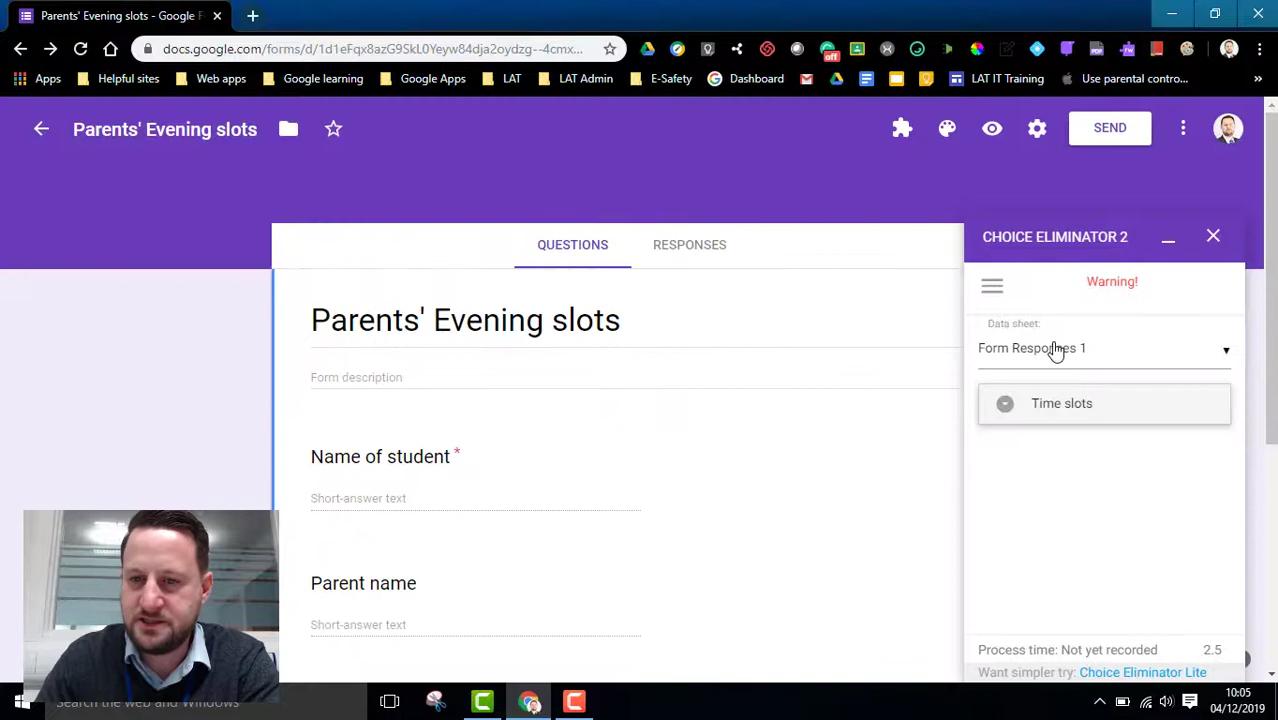 Parents' Evening slots - Google F
docs.google.com/forms/d/1d1eFqx8azG9SkL0Yeyw84dja2oydzg--4cmx...
off
Apps
Helpful sites
Web apps
Google learning
Google Apps
LAT
LAT Admin
E-Safety
Dashboard
LAT IT Training
Use parental contro...
»
Parents' Evening slots
SEND
QUESTIONS
RESPONSES
CHOICE ELIMINATOR 2
Warning!
Data sheet:
Form Responses 1
Time slots
Parents' Evening slots
Form description
Name of student *
Short-answer text
Parent name
Short-answer text
Process time: Not yet recorded
2.5
Want simpler try: Choice Eliminator Lite
Search the web and Windows
10:05
04/12/2019